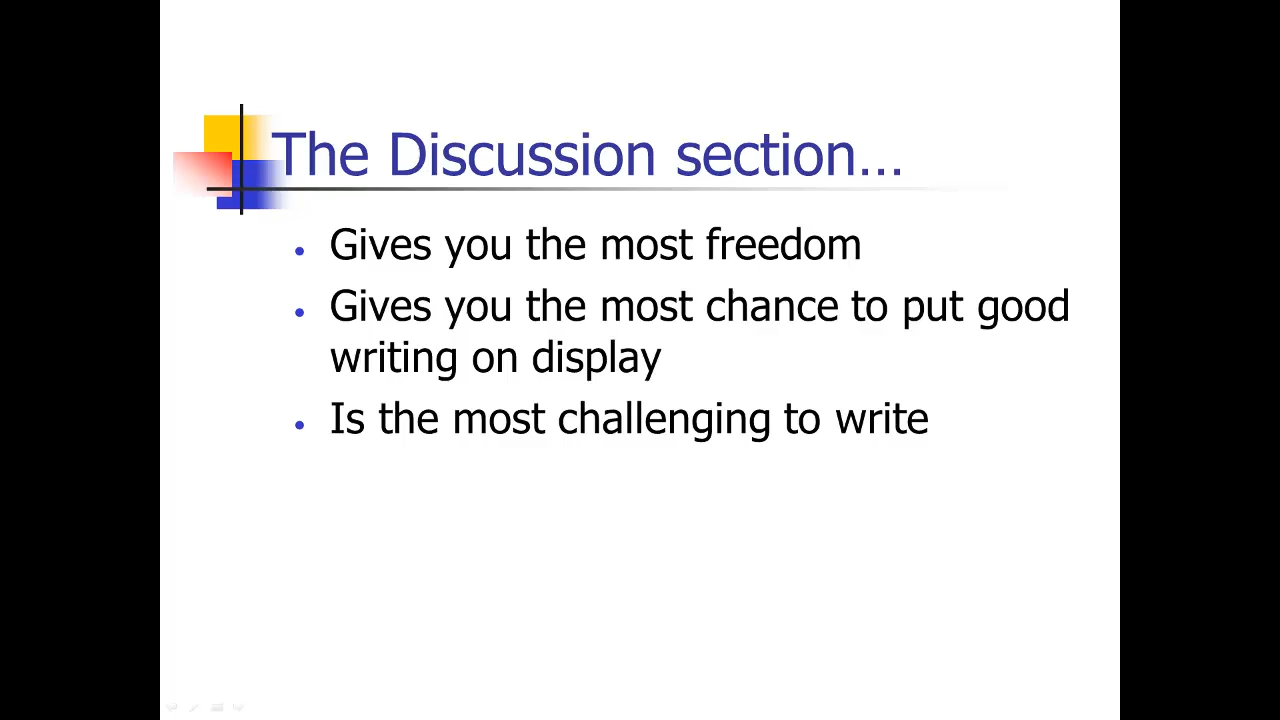 The Discussion section…
• Gives you the most freedom
• Gives you the most chance to put good
writing on display
• Is the most challenging to write